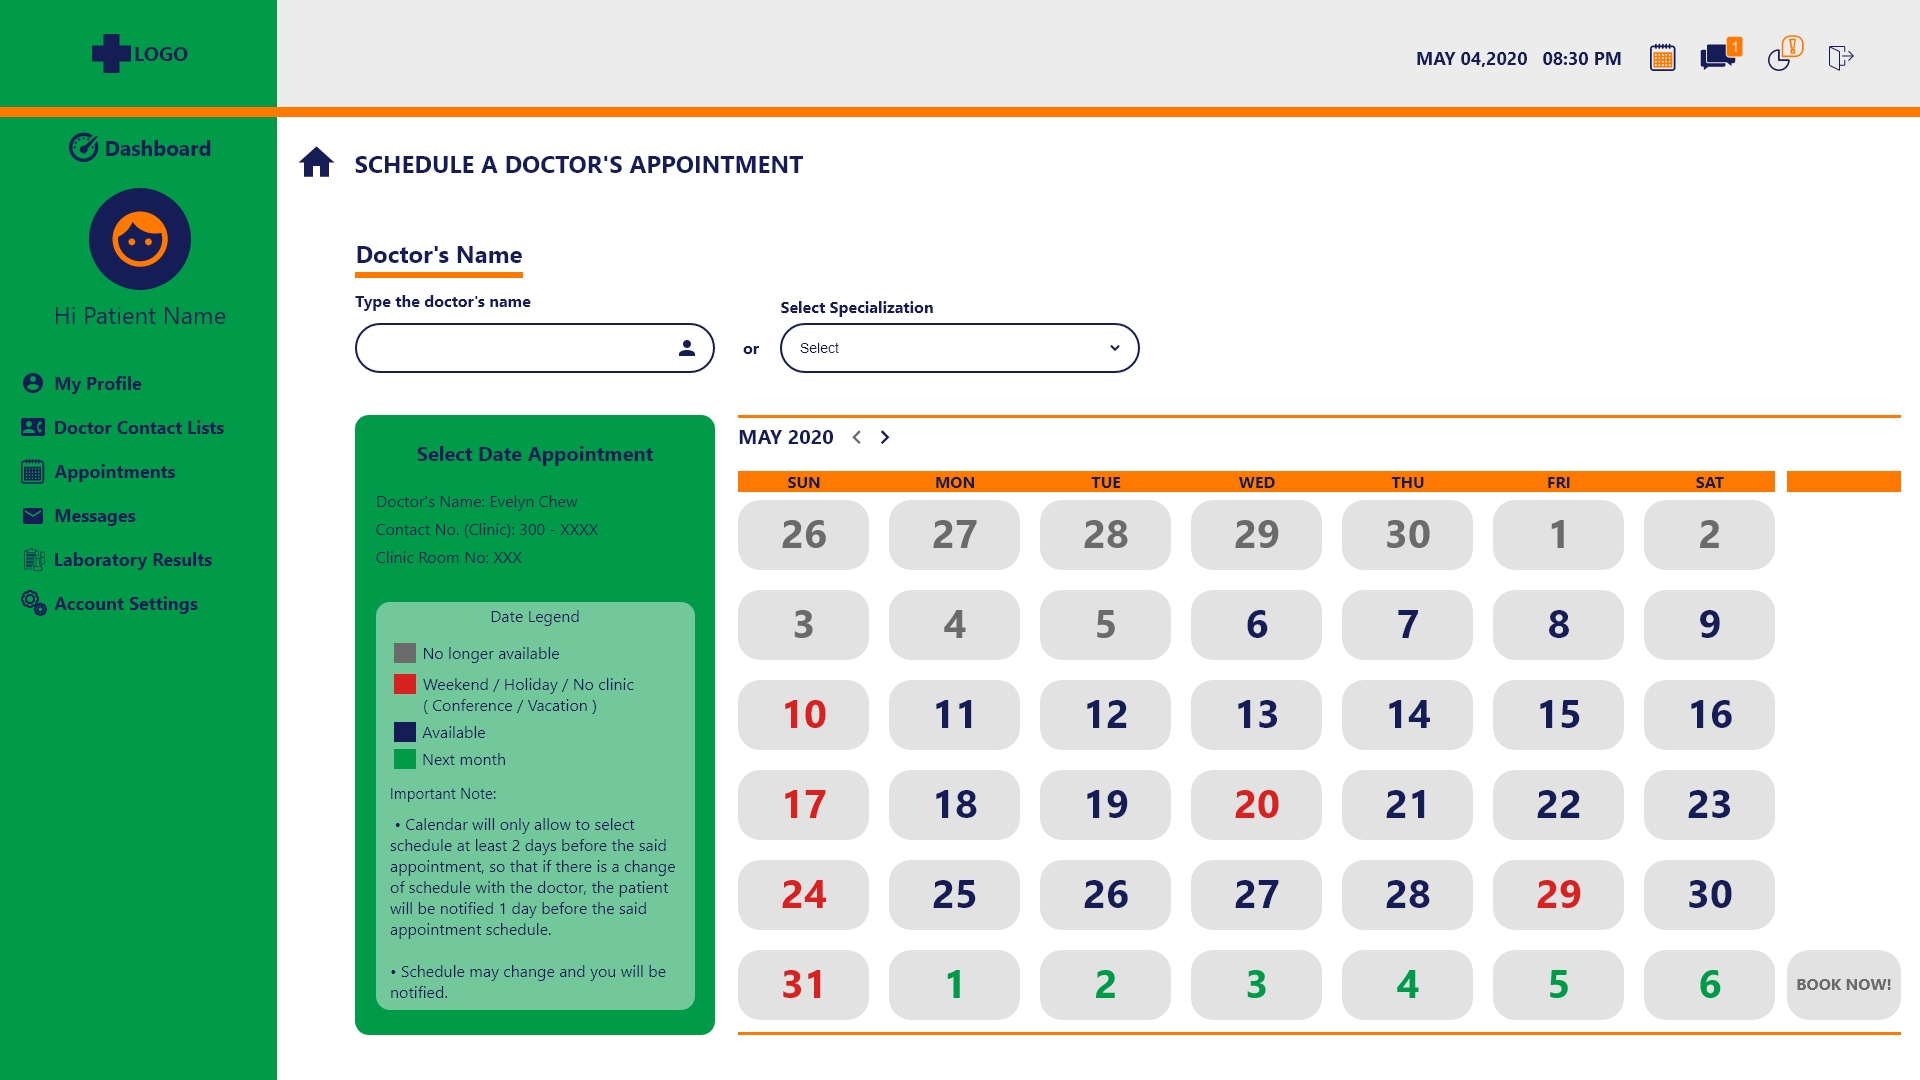 LOGO
MAY 04,2020 08:30 PM
1
Dashboard
Hi Patient Name
My Profile
Doctor Contact Lists
Appointments
Messages
Laboratory Results
Account Settings
SCHEDULE A DOCTOR'S APPOINTMENT
Doctor's Name
Type the doctor's name
or
Select Specialization
Select
Select Date Appointment
Doctor's Name: Evelyn Chew
Contact No. (Clinic): 300 - XXXX
Clinic Room No: XXX
Date Legend
No longer available
Weekend / Holiday / No clinic
( Conference / Vacation )
Available
Next month
Important Note:
• Calendar will only allow to select
schedule at least 2 days before the said
appointment, so that if there is a change
of schedule with the doctor, the patient
will be notified 1 day before the said
appointment schedule.
• Schedule may change and you will be
notified.
MAY 2020
SUN MON TUE WED THU FRI SAT
26 27 28 29 30 1 2
3 4 5 6 7 8 9
10 11 12 13 14 15 16
17 18 19 20 21 22 23
24 25 26 27 28 29 30
31 1 2 3 4 5 6
BOOK NOW!